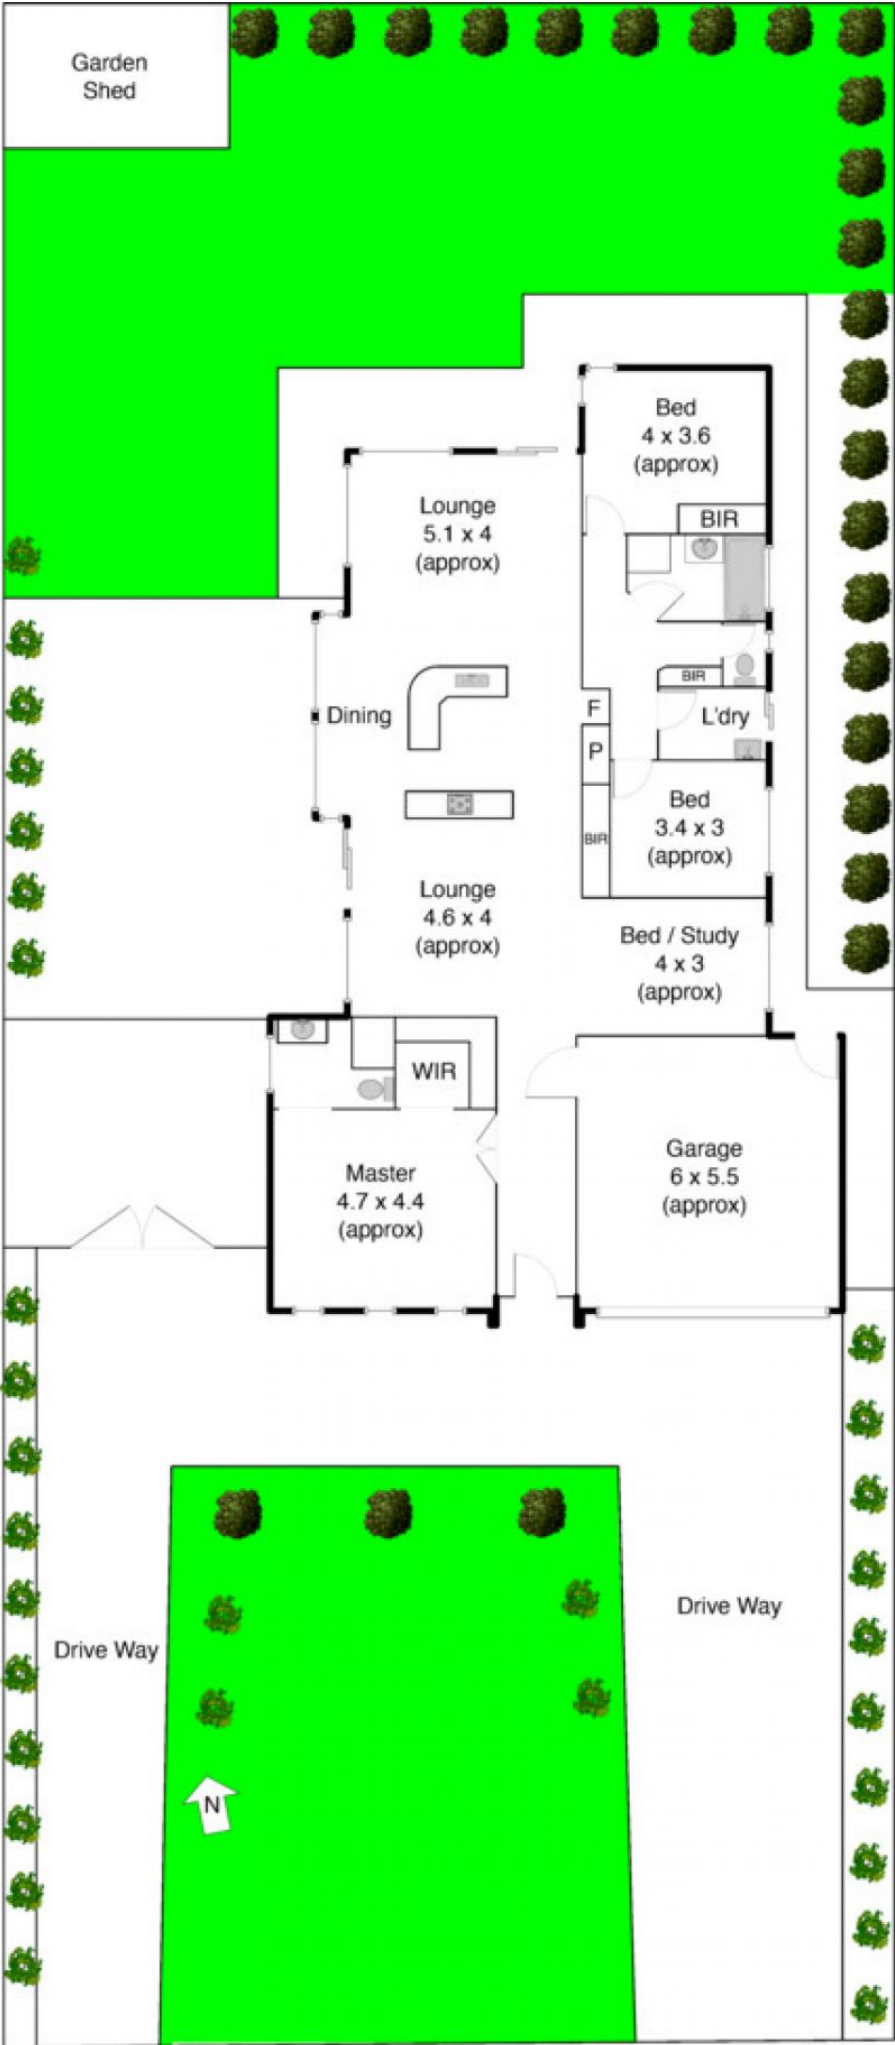 Garden
Shed
Bed
4 x 3.6
(approx)
BIR
Lounge
5.1 x 4
(approx)
BIR
Dining
F
L'dry
P
Bed
3.4 x 3
(approx)
BIR
Lounge
4.6 x 4
(approx)
Bed / Study
4 x 3
(approx)
WIR
Master
4.7 x 4.4
(approx)
Garage
6 x 5.5
(approx)
Drive Way
Drive Way
N